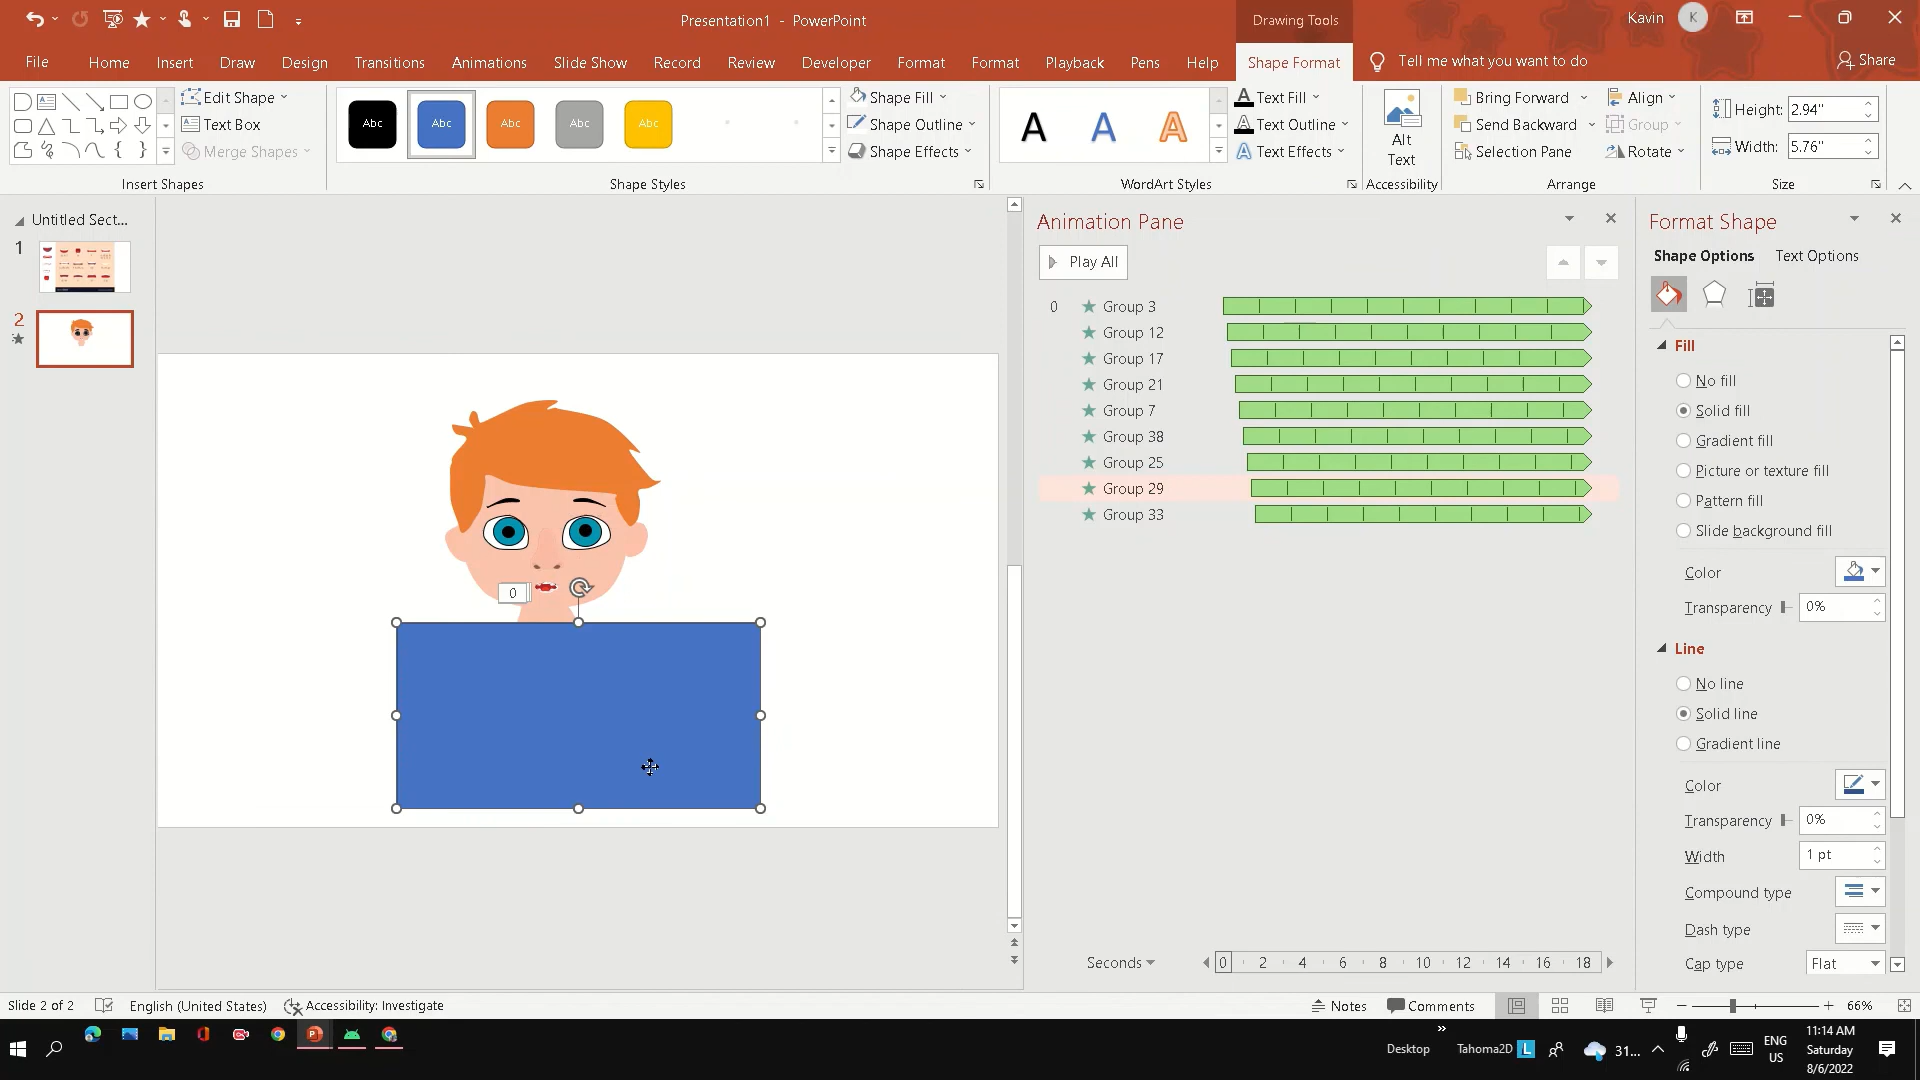 Presentation1 - PowerPoint
Drawing Tools
Kavin
K
File
Home
Insert
Draw
Design
Transitions
Animations
Slide Show
Record
Review
Developer
Format
Format
Playback
Pens
Help
Shape Format
Tell me what you want to do
Share
Edit Shape
Text Box
Merge Shapes
Insert Shapes
Abc
Abc
Abc
Abc
Abc
Shape Fill
Shape Outline
Shape Effects
Shape Styles
A
A
A
Text Fill
Text Outline
Text Effects
WordArt Styles
Alt
Text
Accessibility
Bring Forward
Send Backward
Selection Pane
Align
Group
Rotate
Arrange
Height: 2.94"
Width: 5.76"
Size
Untitled Sect...
1
2
0
Animation Pane
Play All
0
Group 3
Group 12
Group 17
Group 21
Group 7
Group 38
Group 25
Group 29
Group 33
Seconds
0 2 4 6 8 10 12 14 16 18
Format Shape
Shape Options
Text Options
Fill
No fill
Solid fill
Gradient fill
Picture or texture fill
Pattern fill
Slide background fill
Color
Transparency
0%
Line
No line
Solid line
Gradient line
Color
Transparency
0%
Width
1 pt
Compound type
Dash type
Cap type
Flat
Slide 2 of 2
English (United States)
Accessibility: Investigate
Notes
Comments
66%
Desktop
Tahoma2D
L
31...
ENG
US
11:14 AM
Saturday
8/6/2022